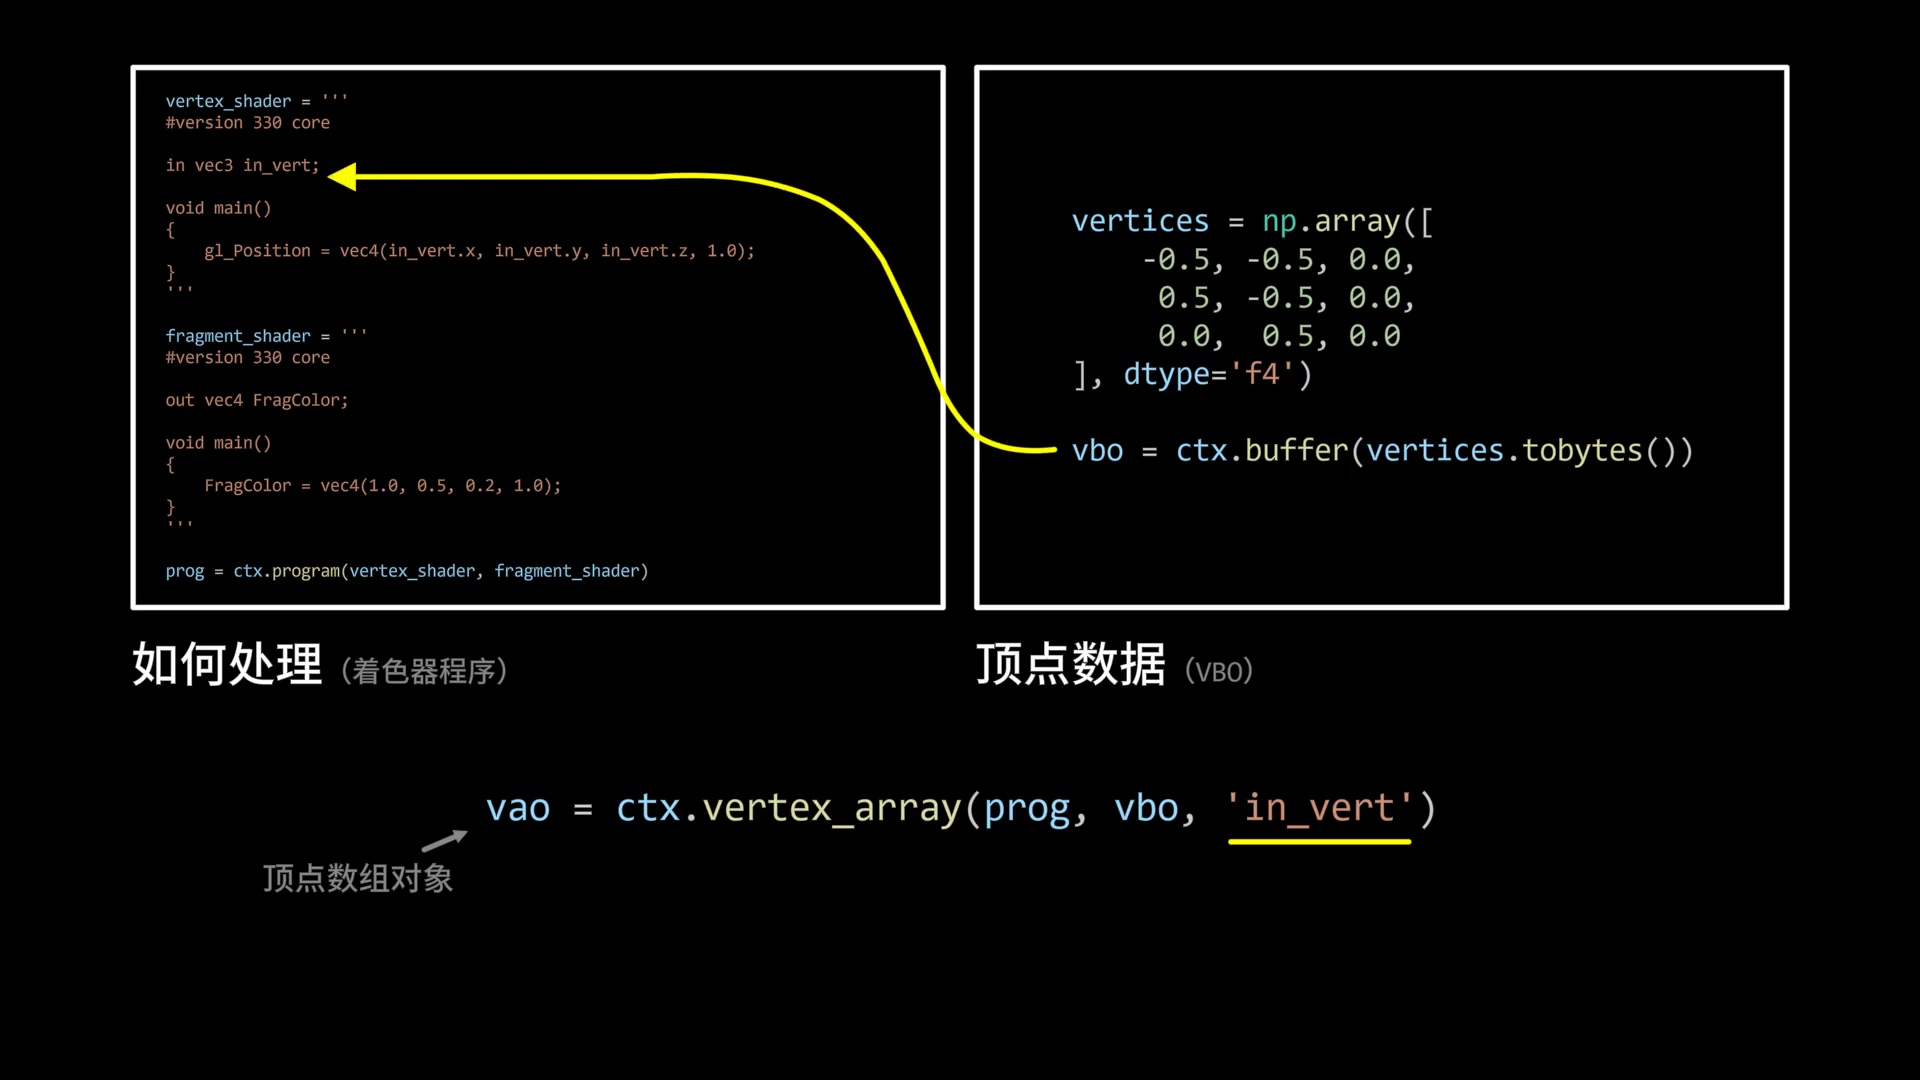 vertex_shader = '''
#version 330 core
in vec3 in_vert;
void main()
{
    gl_Position = vec4(in_vert.x, in_vert.y, in_vert.z, 1.0);
}
'''
fragment_shader = '''
#version 330 core
out vec4 FragColor;
void main()
{
    FragColor = vec4(1.0, 0.5, 0.2, 1.0);
}
'''
prog = ctx.program(vertex_shader, fragment_shader)
vertices = np.array([
    -0.5, -0.5, 0.0,
     0.5, -0.5, 0.0,
     0.0,  0.5, 0.0
], dtype='f4')
vbo = ctx.buffer(vertices.tobytes())
如何处理（着色器程序）
顶点数据（VBO）
vao = ctx.vertex_array(prog, vbo, 'in_vert')
顶点数组对象